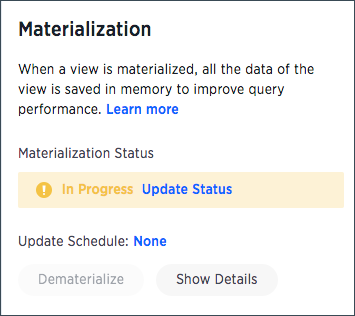 Materialization
When a view is materialized, all the data of the
view is saved in memory to improve query
performance. Learn more
Materialization Status
In Progress Update Status
Update Schedule: None
Dematerialize Show Details